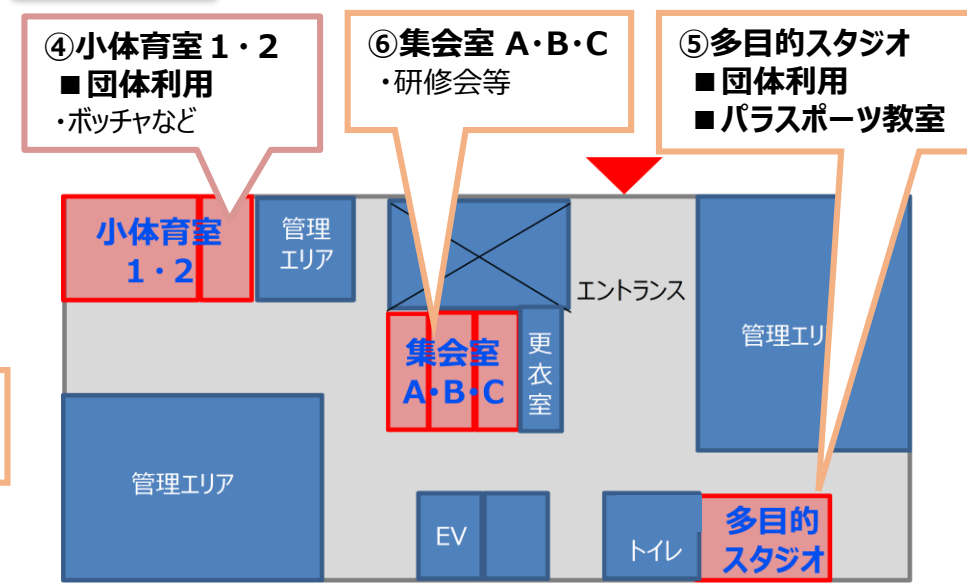 ④小体育室１・２
■団体利用
・ボッチャなど
⑥集会室 A・B・C
・研修会等
⑤多目的スタジオ
■団体利用
■パラスポーツ教室
小体育室
１・２
管理
エリア
エントランス
管理エリ
集会室
A・B・C
更
衣
室
管理エリア
EV
トイレ
多目的
スタジオ